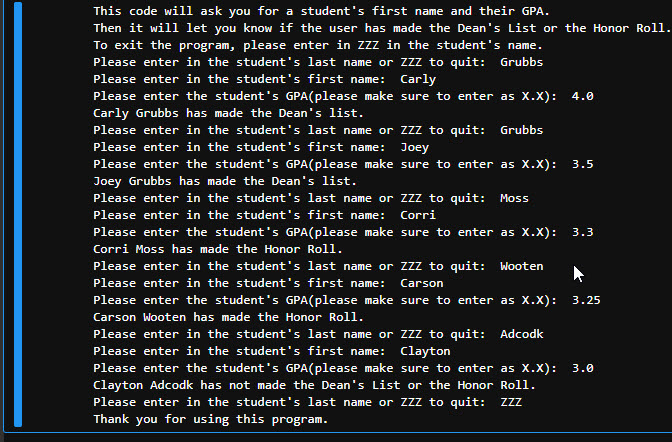 This code will ask you for a student's first name and their GPA.
Then it will let you know if the user has made the Dean's List or the Honor Roll.
To exit the program, please enter in ZZZ in the student's name.
Please enter in the student's last name or ZZZ to quit:  Grubbs
Please enter in the student's first name:  Carly
Please enter the student's GPA(please make sure to enter as X.X):  4.0
Carly Grubbs has made the Dean's list.
Please enter in the student's last name or ZZZ to quit:  Grubbs
Please enter in the student's first name:  Joey
Please enter the student's GPA(please make sure to enter as X.X):  3.5
Joey Grubbs has made the Dean's list.
Please enter in the student's last name or ZZZ to quit:  Moss
Please enter in the student's first name:  Corri
Please enter the student's GPA(please make sure to enter as X.X):  3.3
Corri Moss has made the Honor Roll.
Please enter in the student's last name or ZZZ to quit:  Wooten
Please enter in the student's first name:  Carson
Please enter the student's GPA(please make sure to enter as X.X):  3.25
Carson Wooten has made the Honor Roll.
Please enter in the student's last name or ZZZ to quit:  Adcodk
Please enter in the student's first name:  Clayton
Please enter the student's GPA(please make sure to enter as X.X):  3.0
Clayton Adcodk has not made the Dean's List or the Honor Roll.
Please enter in the student's last name or ZZZ to quit:  ZZZ
Thank you for using this program.